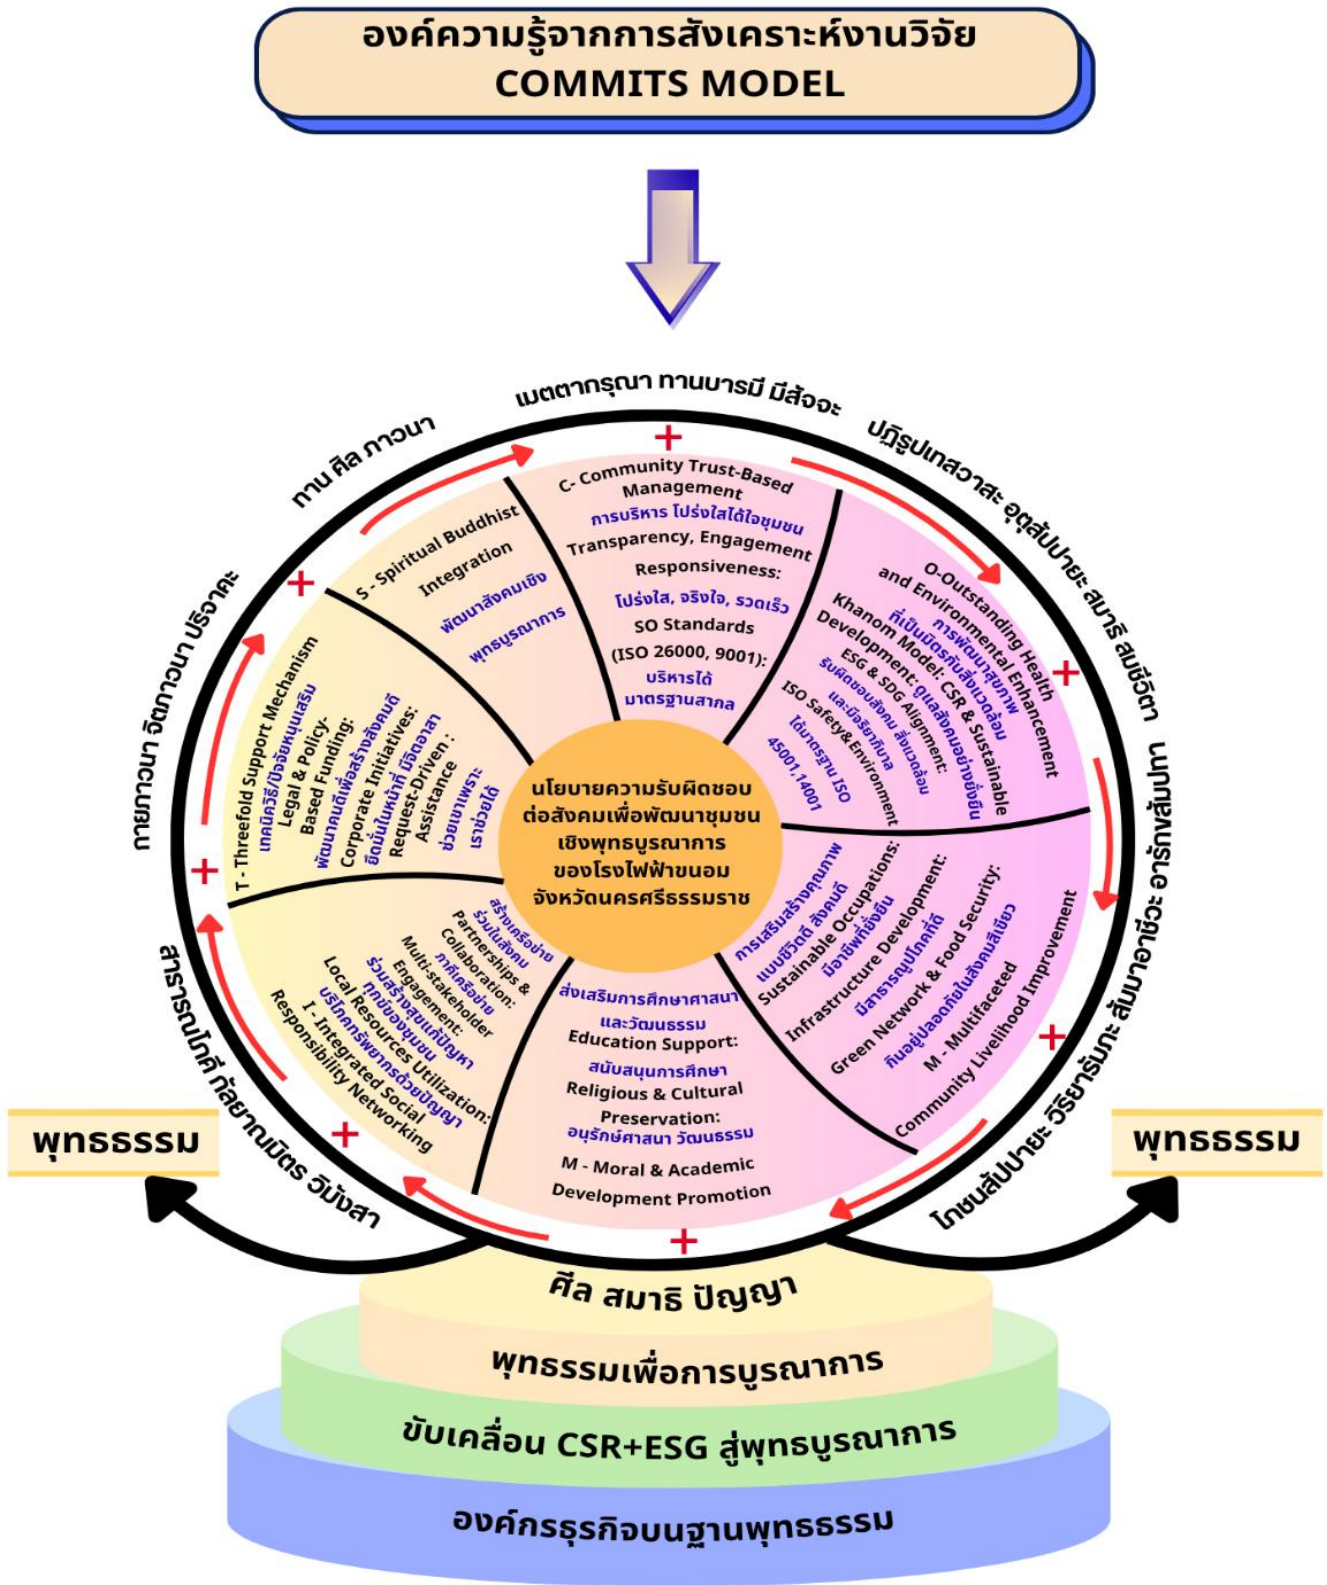 องค์ความรู้จากการสังเคราะห์งานวิจัย
COMMITS MODEL
เมตตากรุณา ทานบารมี มีสัจจะ
ปฏิรูปเทสวาสะ อุตุสัปปายะ สมาธิ สมชีวิตา
โภชนสัปปายะ วิริยารัมภะ สัมมาอาชีวะ อารักขสัมปทา
สาธารณโภคี กัลยาณมิตร วิมังสา
กายภาวนา จิตภาวนา ปริจาคะ
ทาน ศิล ภาวนา
+
C- Community Trust-Based
Management
การบริหาร โปร่งใสได้ใจชุมชน
Transparency, Engagement
Responsiveness:
โปร่งใส, จริงใจ, รวดเร็ว
SO Standards
(ISO 26000, 9001):
บริหารได้
มาตรฐานสากล
+
O-Outstanding Health
and Environmental Enhancement
การพัฒนาสุขภาพ
ที่เป็นมิตรกับสิ่งแวดล้อม
Khanom Model: CSR & Sustainable
Development: ดูแลสังคมอย่างยั่งยืน
ESG & SDG Alignment:
รับผิดชอบสังคม สิ่งแวดล้อม
และมีจริยาภิบาล
ISO Safety&Environment
ได้มาตรฐาน ISO
45001,14001
+
การเสริมสร้างคุณภาพ
แบบชีวิตดี สังคมดี
Sustainable Occupations:
มีอาชีพที่ยั่งยืน
Infrastructure Development:
มีสาธารณูปโภคที่ดี
Green Network & Food Security:
กินอยู่ปลอดภัยในสังคมสีเขียว
M - Multifaceted
Community Livelihood Improvement
+
ส่งเสริมการศึกษาศาสนา
และวัฒนธรรม
Education Support:
สนับสนุนการศึกษา
Religious & Cultural
Preservation:
อนุรักษ์ศาสนา วัฒนธรรม
M - Moral & Academic
Development Promotion
+
สร้างเครือข่าย
ร่วมในสังคม
Partnerships &
Collaboration:
ภาคีเครือข่าย
Multi-stakeholder
Engagement:
ร่วมสร้างสุขแก้ปัญหา
ทุกข์ของชุมชน
Local Resources Utilization:
บริโภคทรัพยากรด้วยปัญญา
I - Integrated Social
Responsibility Networking
+
T - Threefold Support Mechanism
เทคนิควิธี/ปัจจัยหนุนเสริม
Legal & Policy-
Based Funding:
พัฒนาคนดีเพื่อสร้างสังคมดี
Corporate Initiatives:
ยึดมั่นในหน้าที่ มีจิตอาสา
Request-Driven :
Assistance
ช่วยเขาเพราะ
เราช่วยได้
+
S - Spiritual Buddhist
Integration
พัฒนาสังคมเชิง
พุทธบูรณาการ
นโยบายความรับผิดชอบ
ต่อสังคมเพื่อพัฒนาชุมชน
เชิงพุทธบูรณาการ
ของโรงไฟฟ้าขนอม
จังหวัดนครศรีธรรมราช
พุทธธรรม
พุทธธรรม
ศีล สมาธิ ปัญญา
พุทธรรมเพื่อการบูรณาการ
ขับเคลื่อน CSR+ESG สู่พุทธบูรณาการ
องค์กรธุรกิจบนฐานพุทธธรรม